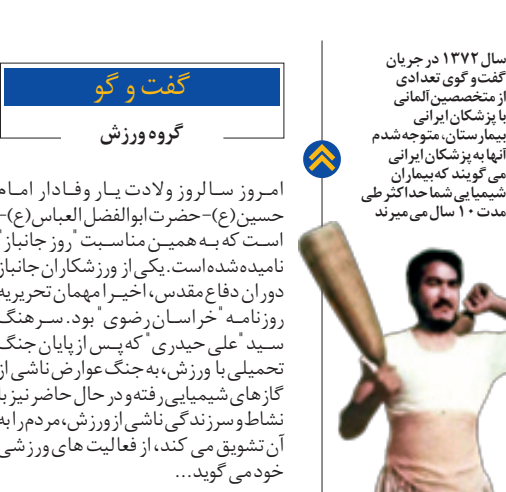 سال ۱۳۷۲ در جریان
گفت‌و گوی تعدادی
از متخصصین آلمانی
با پزشکان ایرانی
بیمارستان، متوجه شدم
آنها به پزشکان ایرانی
می گویند که بیماران
شیمیایی شما حداکثر طی
مدت ۱۰ سال می میرند
گفت و گو
گروه ورزش
امروز سالروز ولادت یار وفادار امام
حسین(ع)-حضرت ابوالفضل العباس(ع)-
است که به همین مناسبت "روز جانباز"
نامیده شده است. یکی از ورزشکاران جانباز
دوران دفاع مقدس، اخیرا مهمان تحریریه
روزنامه "خراسان رضوی" بود. سرهنگ
سید "علی حیدری" که پس از پایان جنگ
تحمیلی با ورزش، به جنگ عوارض ناشی از
گازهای شیمیایی رفته و در حال حاضر نیز با
نشاط و سرزندگی ناشی از ورزش، مردم را به
آن تشویق می کند، از فعالیت های ورزشی
خود می گوید...